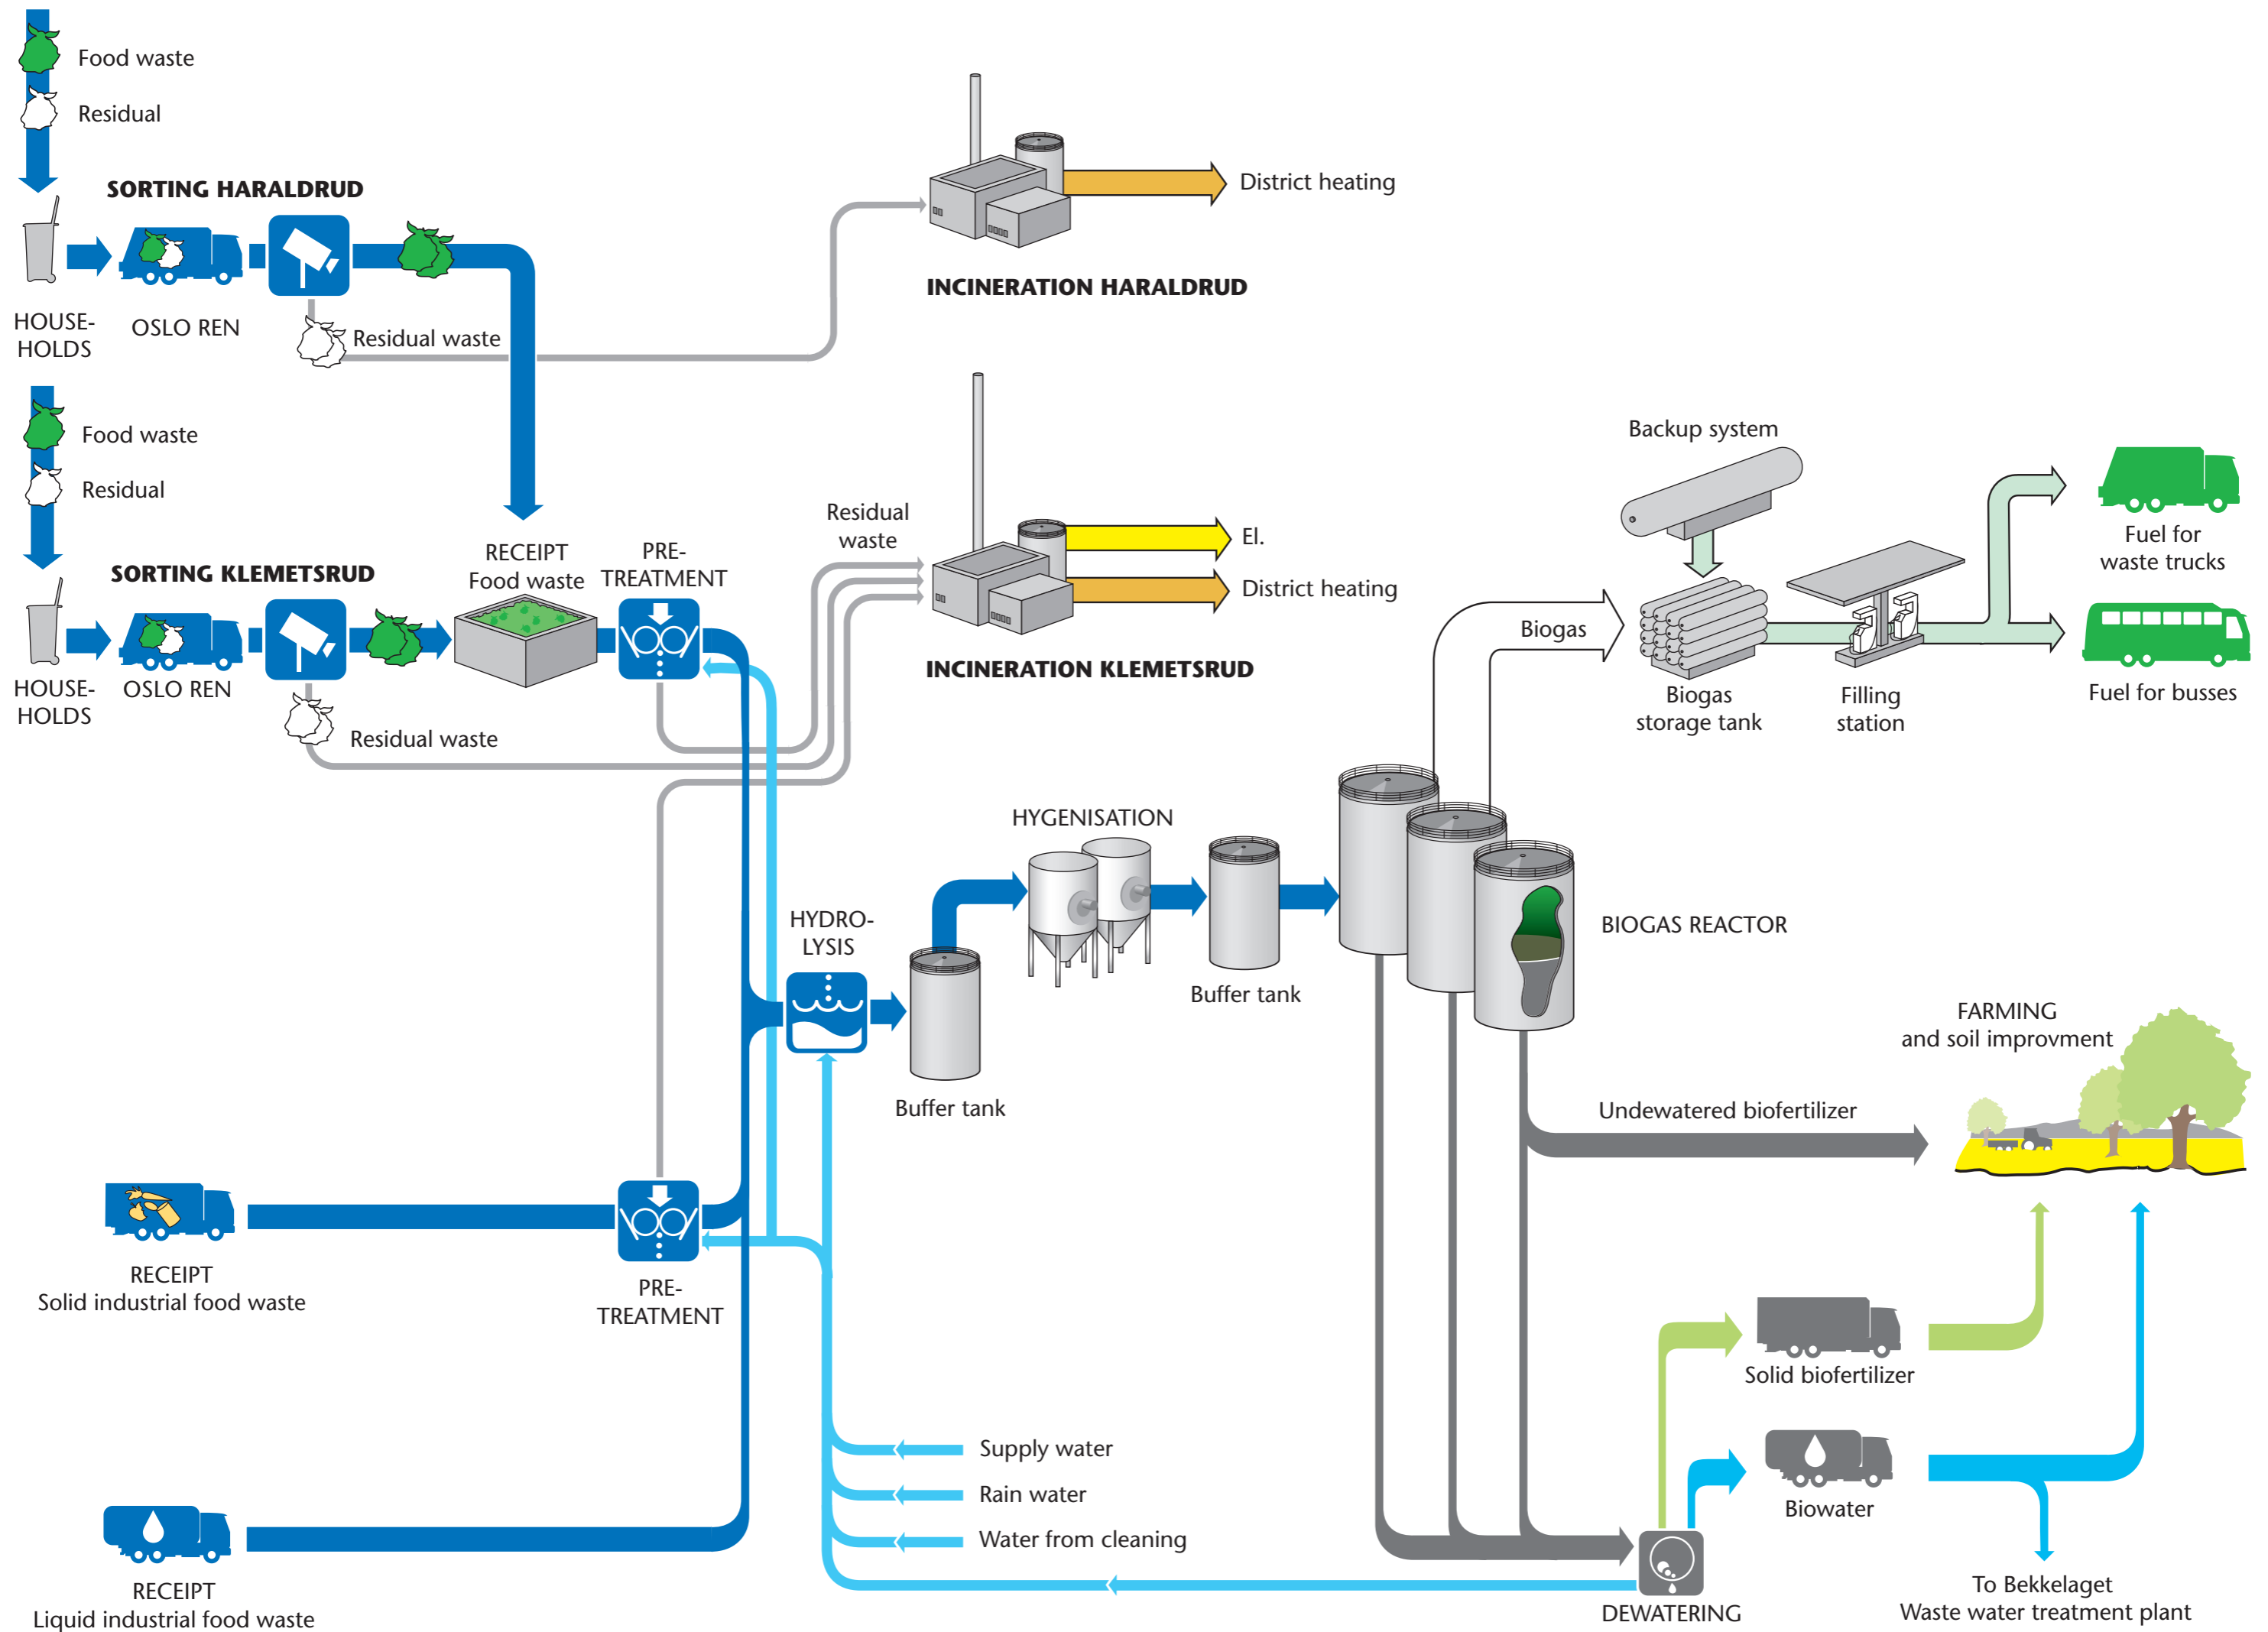 Food waste
Residual
SORTING HARALDRUD
HOUSE-
HOLDS
OSLO REN
Residual waste
District heating
INCINERATION HARALDRUD
Food waste
Residual
SORTING KLEMETSRUD
HOUSE-
HOLDS
OSLO REN
Residual waste
RECEIPT
Food waste
PRE-
TREATMENT
Residual
waste
El.
District heating
INCINERATION KLEMETSRUD
Backup system
Biogas
Biogas
storage tank
Filling
station
Fuel for
waste trucks
Fuel for busses
HYGENISATION
HYDRO-
LYSIS
Buffer tank
Buffer tank
BIOGAS REACTOR
FARMING
and soil improvment
Undewatered biofertilizer
RECEIPT
Solid industrial food waste
PRE-
TREATMENT
Solid biofertilizer
Supply water
Rain water
Water from cleaning
Biowater
RECEIPT
Liquid industrial food waste
DEWATERING
To Bekkelaget
Waste water treatment plant